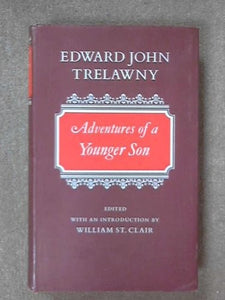 EDWARD JOHN
TRELAWNY
Adventures of a
Younger Son
EDITED
WITH AN INTRODUCTION BY
WILLIAM ST. CLAIR